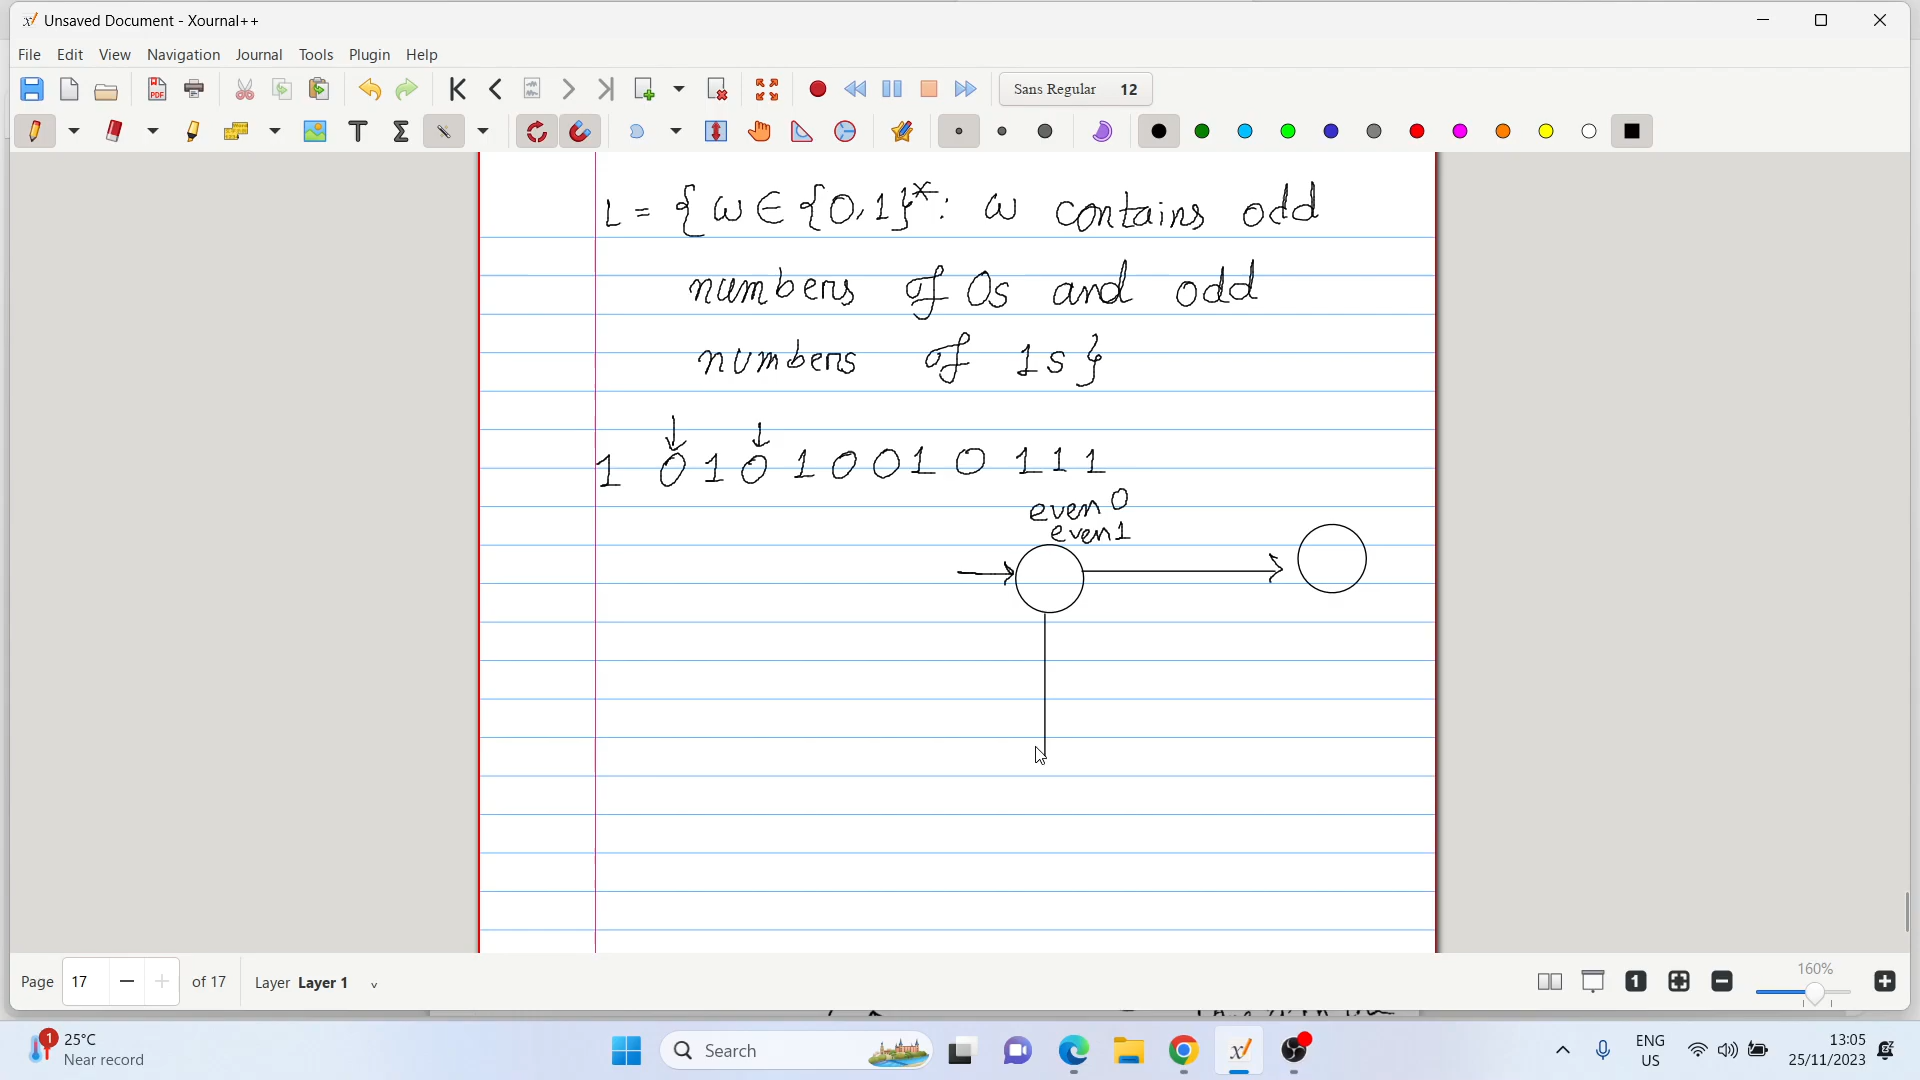 Unsaved Document - Xournal++
File Edit View Navigation Journal Tools Plugin Help
Sans Regular 12
L = {ω ∈ {0,1}*: ω contains odd
numbers of 0s and odd
numbers of 1s}
1 0 1 0 1 0 0 1 0 1 1 1
even 0
even 1
Page 17 of 17 Layer Layer 1 160%
1 25°C
Near record
Search
ENG
US
13:05
25/11/2023